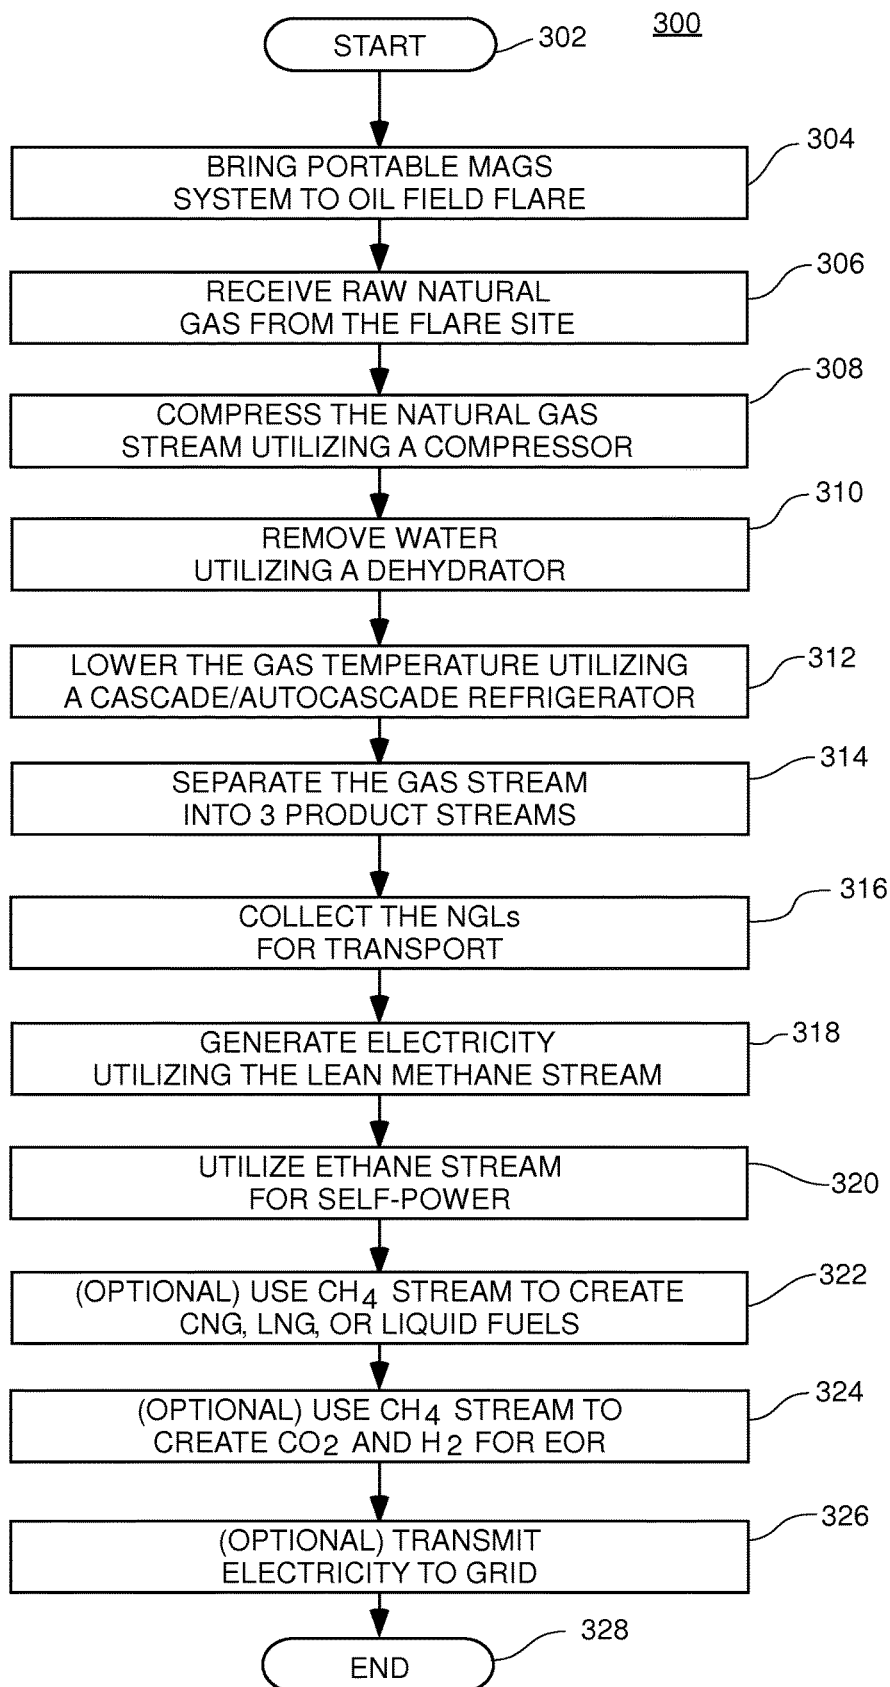 300
START
302
304
BRING PORTABLE MAGS
SYSTEM TO OIL FIELD FLARE
306
RECEIVE RAW NATURAL
GAS FROM THE FLARE SITE
308
COMPRESS THE NATURAL GAS
STREAM UTILIZING A COMPRESSOR
310
REMOVE WATER
UTILIZING A DEHYDRATOR
312
LOWER THE GAS TEMPERATURE UTILIZING
A CASCADE/AUTOCASCADE REFRIGERATOR
314
SEPARATE THE GAS STREAM
INTO 3 PRODUCT STREAMS
316
COLLECT THE NGLs
FOR TRANSPORT
318
GENERATE ELECTRICITY
UTILIZING THE LEAN METHANE STREAM
320
UTILIZE ETHANE STREAM
FOR SELF-POWER
322
(OPTIONAL) USE CH4 STREAM TO CREATE
CNG, LNG, OR LIQUID FUELS
324
(OPTIONAL) USE CH4 STREAM TO
CREATE CO2 AND H2 FOR EOR
326
(OPTIONAL) TRANSMIT
ELECTRICITY TO GRID
328
END